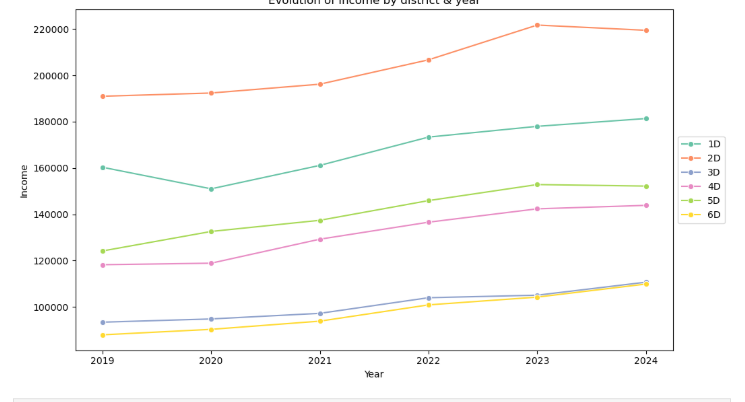 Evolution of income by district & year
220000
200000
180000
160000
140000
120000
100000
Income
2019 2020 2021 2022 2023 2024
Year
1D
2D
3D
4D
5D
6D